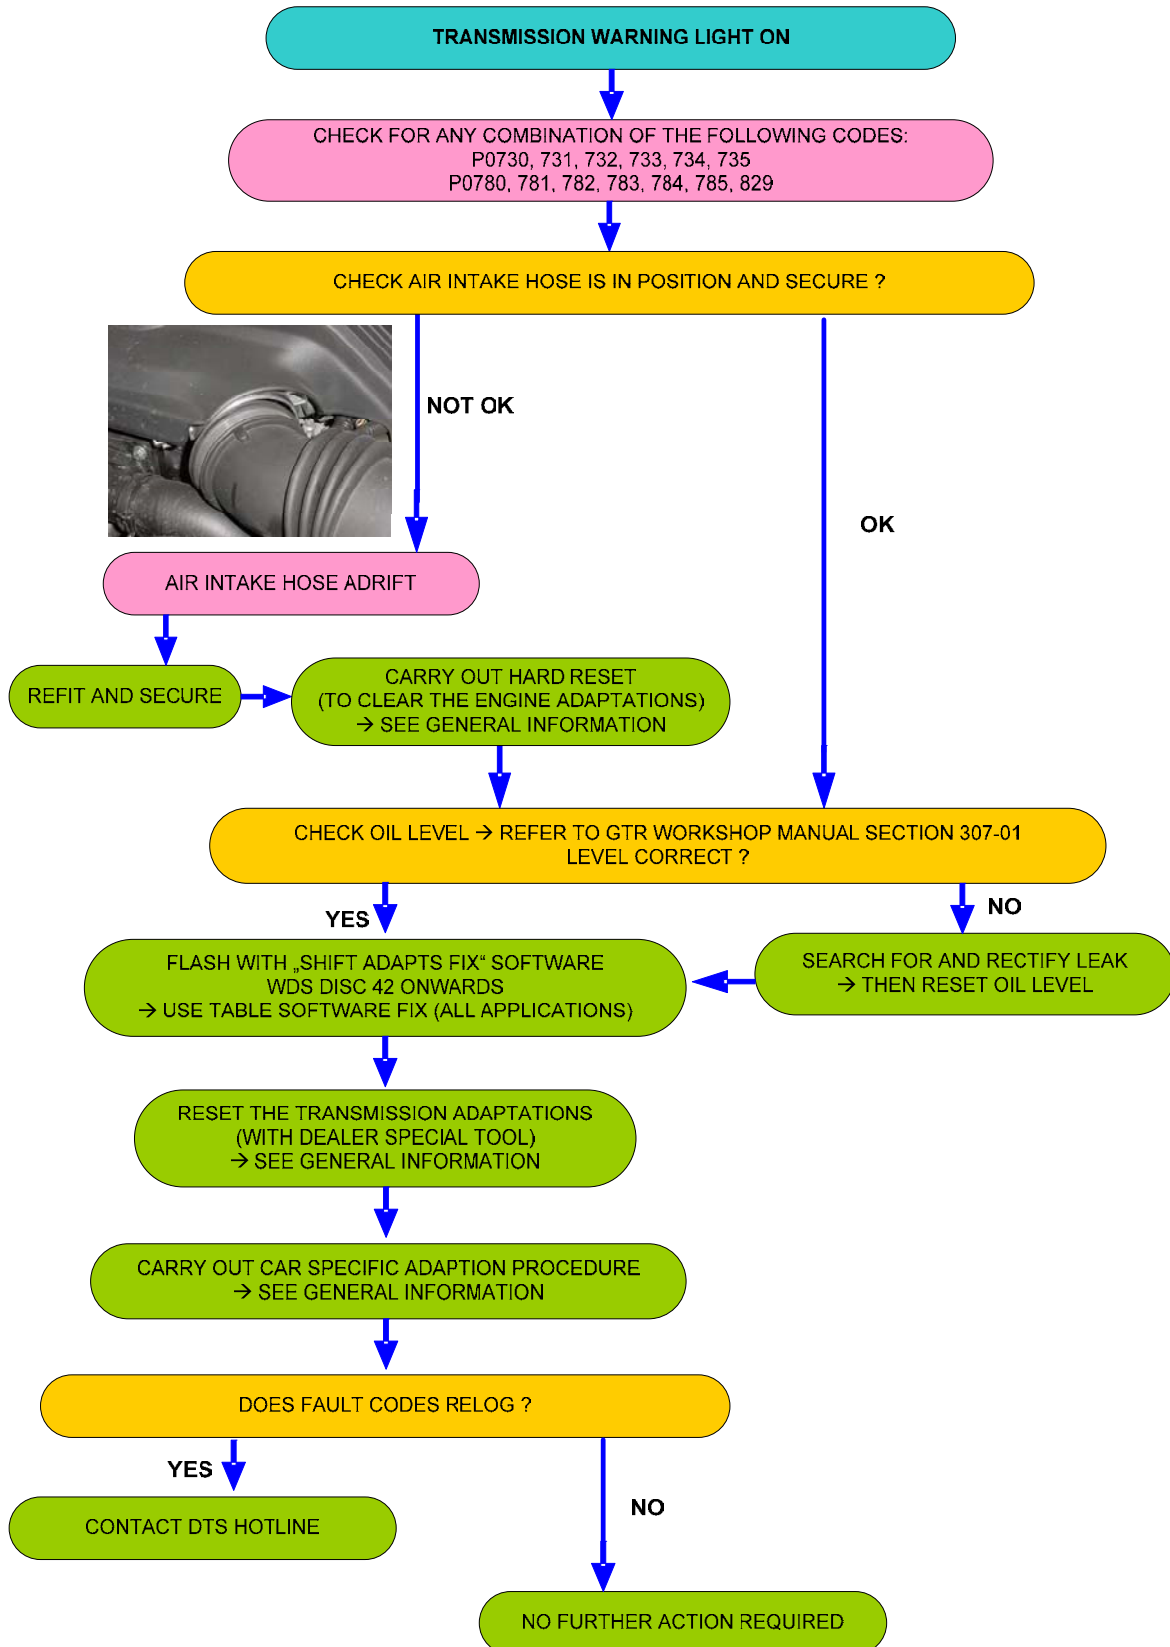 TRANSMISSION WARNING LIGHT ON
CHECK FOR ANY COMBINATION OF THE FOLLOWING CODES:
P0730, 731, 732, 733, 734, 735
P0780, 781, 782, 783, 784, 785, 829
CHECK AIR INTAKE HOSE IS IN POSITION AND SECURE ?
NOT OK
OK
AIR INTAKE HOSE ADRIFT
REFIT AND SECURE
CARRY OUT HARD RESET
(TO CLEAR THE ENGINE ADAPTATIONS)
→ SEE GENERAL INFORMATION
CHECK OIL LEVEL → REFER TO GTR WORKSHOP MANUAL SECTION 307-01
LEVEL CORRECT ?
YES
NO
FLASH WITH „SHIFT ADAPTS FIX“ SOFTWARE
WDS DISC 42 ONWARDS
→ USE TABLE SOFTWARE FIX (ALL APPLICATIONS)
SEARCH FOR AND RECTIFY LEAK
→ THEN RESET OIL LEVEL
RESET THE TRANSMISSION ADAPTATIONS
(WITH DEALER SPECIAL TOOL)
→ SEE GENERAL INFORMATION
CARRY OUT CAR SPECIFIC ADAPTION PROCEDURE
→ SEE GENERAL INFORMATION
DOES FAULT CODES RELOG ?
YES
NO
CONTACT DTS HOTLINE
NO FURTHER ACTION REQUIRED